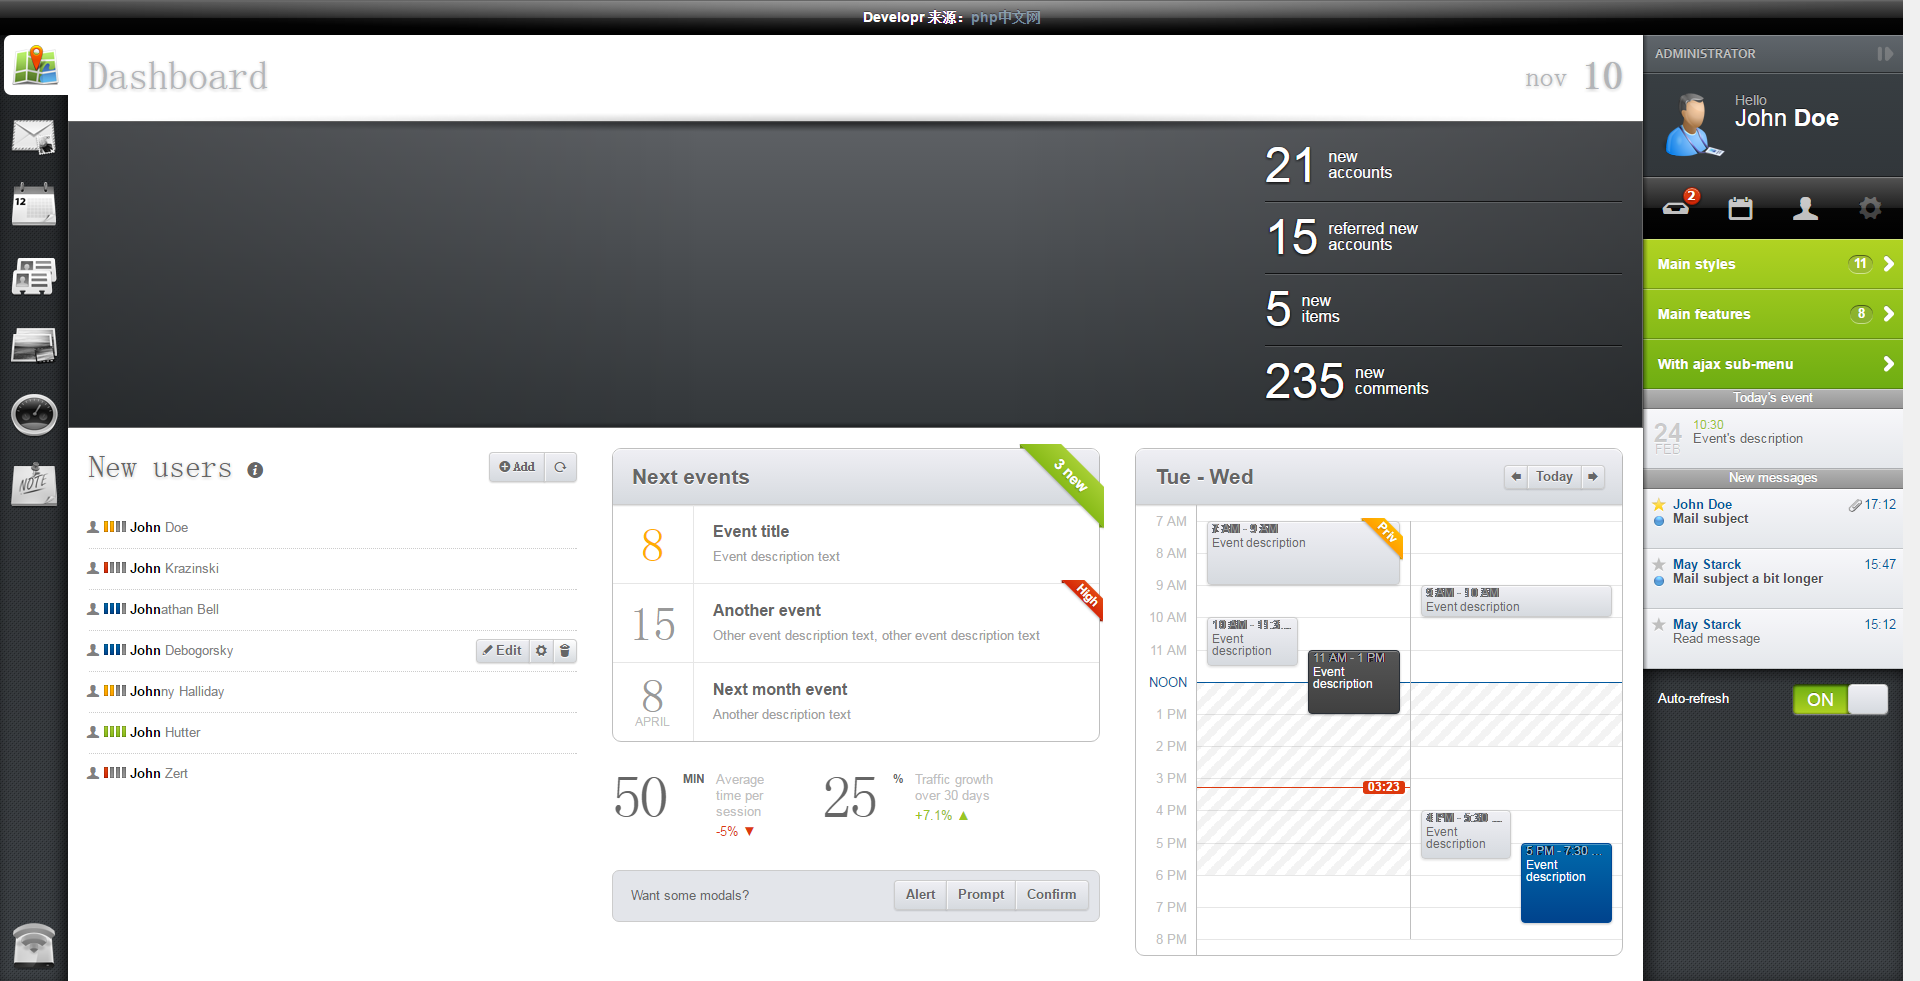 Developr 来源：php中文网
Dashboard
nov 10
21 new accounts
15 referred new accounts
5 new items
235 new comments
New users
Add
John Doe
John Krazinski
Johnathan Bell
John Debogorsky
Edit
Johnny Halliday
John Hutter
John Zert
Next events
3 new
8
Event title
Event description text
15
Another event
Other event description text, other event description text
High
8
APRIL
Next month event
Another description text
50 MIN
Average
time per
session
-5%
25 %
Traffic growth
over 30 days
+7.1%
Want some modals?
Alert
Prompt
Confirm
Tue - Wed
Today
7 AM
8 AM
9 AM
10 AM
11 AM
NOON
1 PM
2 PM
3 PM
4 PM
5 PM
6 PM
7 PM
8 PM
Event description
Priv
Event description
Event
description
11 AM - 1 PM
Event
description
03:23
Event
description
5 PM - 7:30 ...
Event
description
12
NOTE
ADMINISTRATOR
Hello
John Doe
2
Main styles 11
Main features 8
With ajax sub-menu
Today's event
24
FEB
10:30
Event's description
New messages
John Doe 17:12
Mail subject
May Starck 15:47
Mail subject a bit longer
May Starck 15:12
Read message
Auto-refresh ON